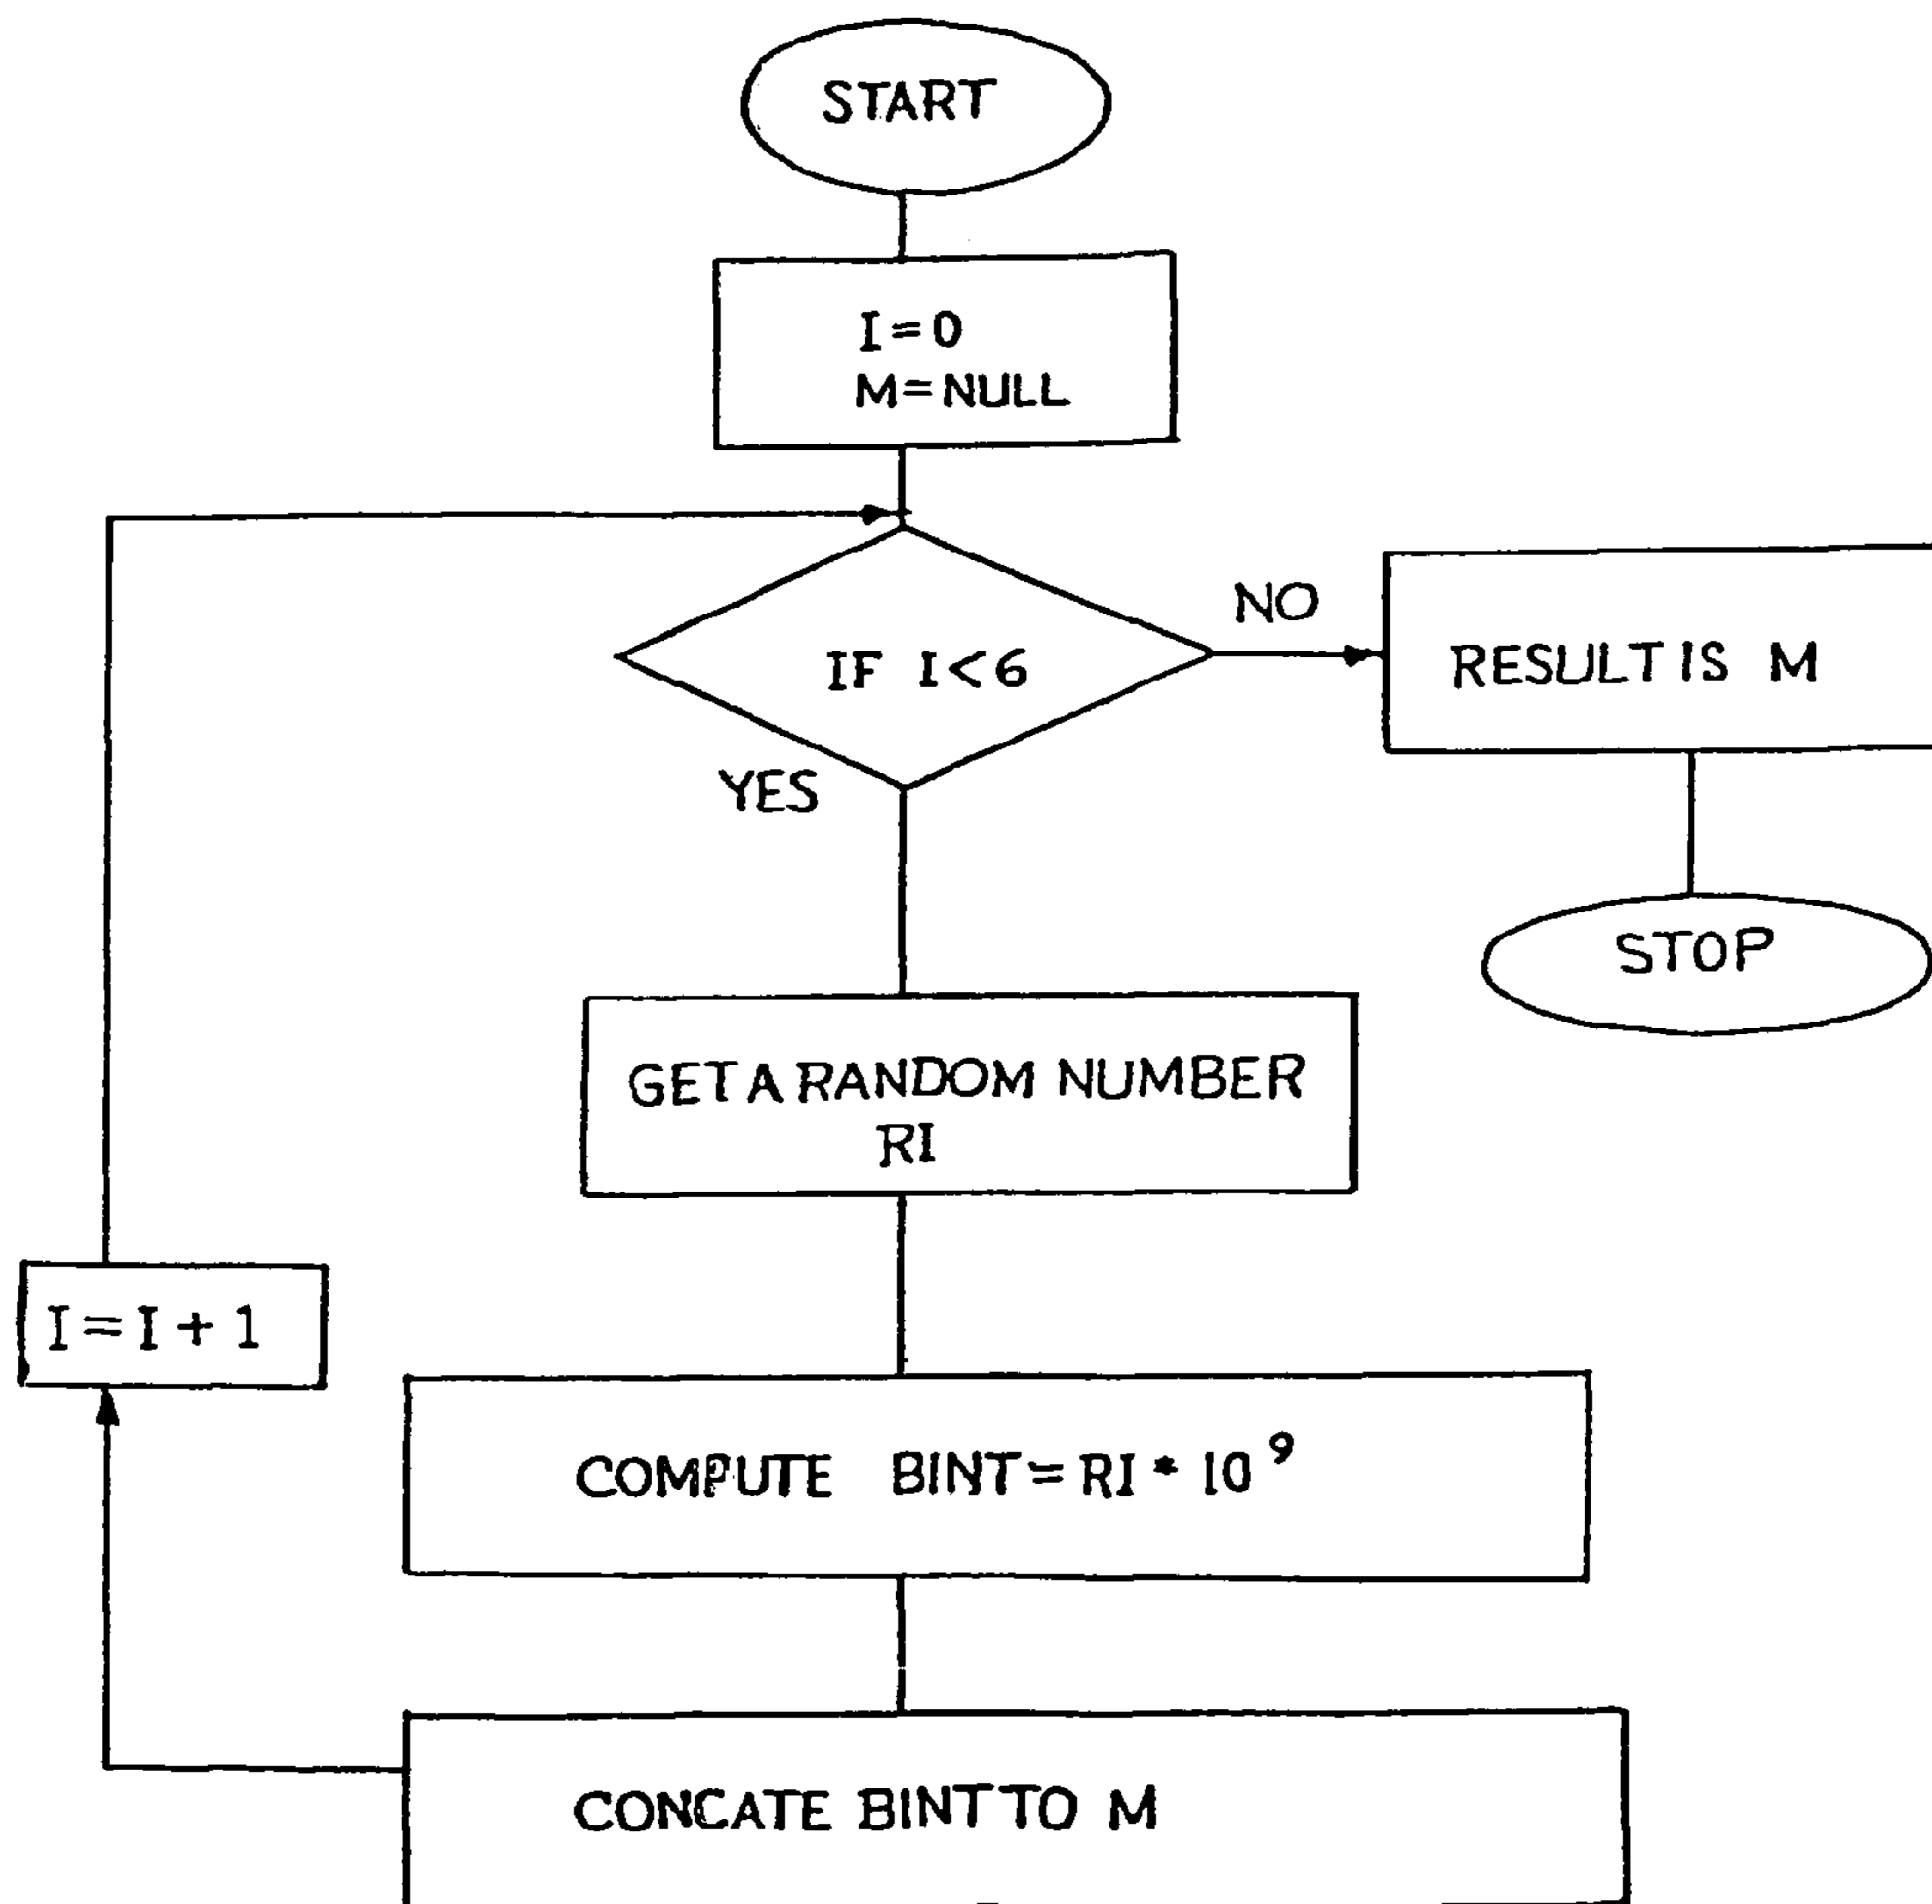 START
I=0
M=NULL
IF I<6
NO
RESULT IS M
YES
STOP
GET A RANDOM NUMBER
RI
I=I+1
COMPUTE BINT=RI*10⁹
CONCATE BINT TO M